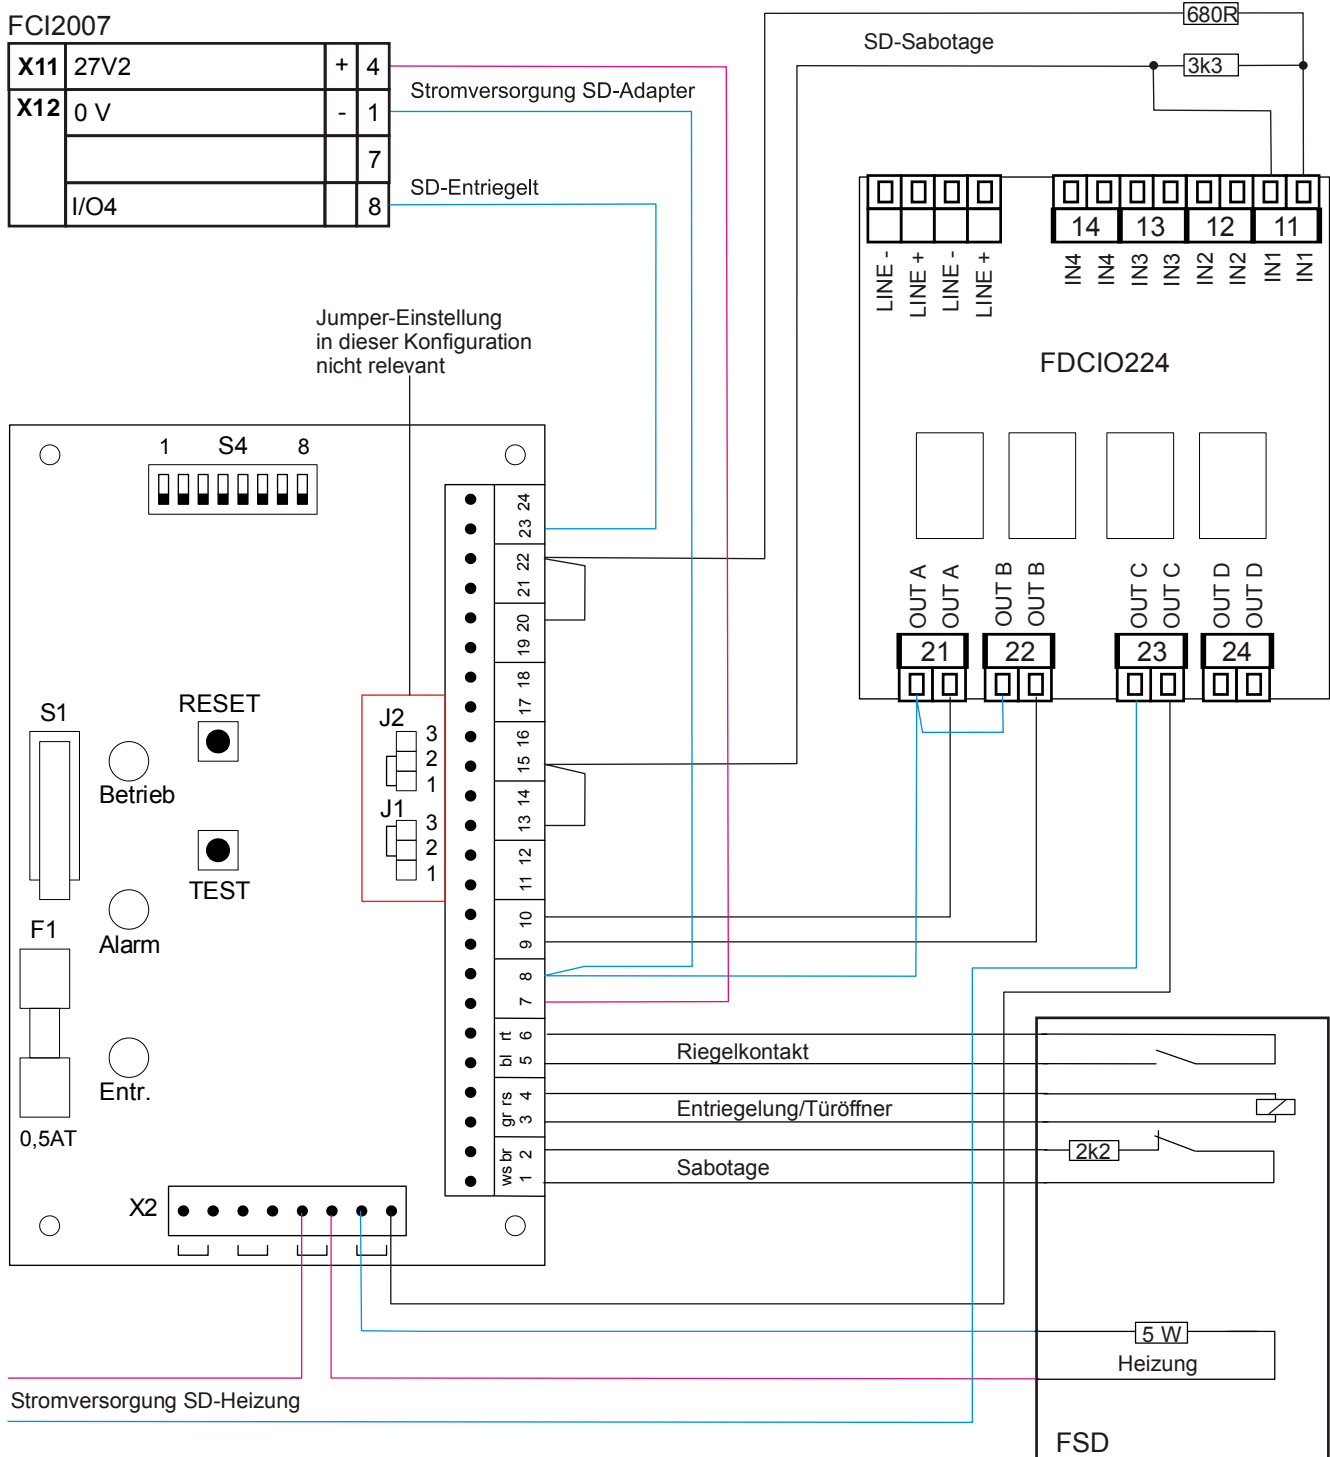 FCI2007
X11 27V2 + 4
X12 0 V - 1
7
I/O4 8
Stromversorgung SD-Adapter
SD-Entriegelt
SD-Sabotage
680R
3k3
14 13 12 11
LINE - LINE + LINE - LINE +
IN4 IN4 IN3 IN3 IN2 IN2 IN1 IN1
FDCIO224
OUT A OUT A OUT B OUT B OUT C OUT C OUT D OUT D
21 22 23 24
Jumper-Einstellung
in dieser Konfiguration
nicht relevant
1 S4 8
24
23
22
21
20
19
18
17
16
15
14
13
12
11
10
9
8
7
rt 6
bl 5
rs 4
gr 3
br 2
ws 1
S1
RESET
Betrieb
TEST
J2
3
2
1
J1
3
2
1
F1
Alarm
Entr.
0,5AT
X2
Riegelkontakt
Entriegelung/Türöffner
2k2
Sabotage
5 W
Heizung
Stromversorgung SD-Heizung
FSD